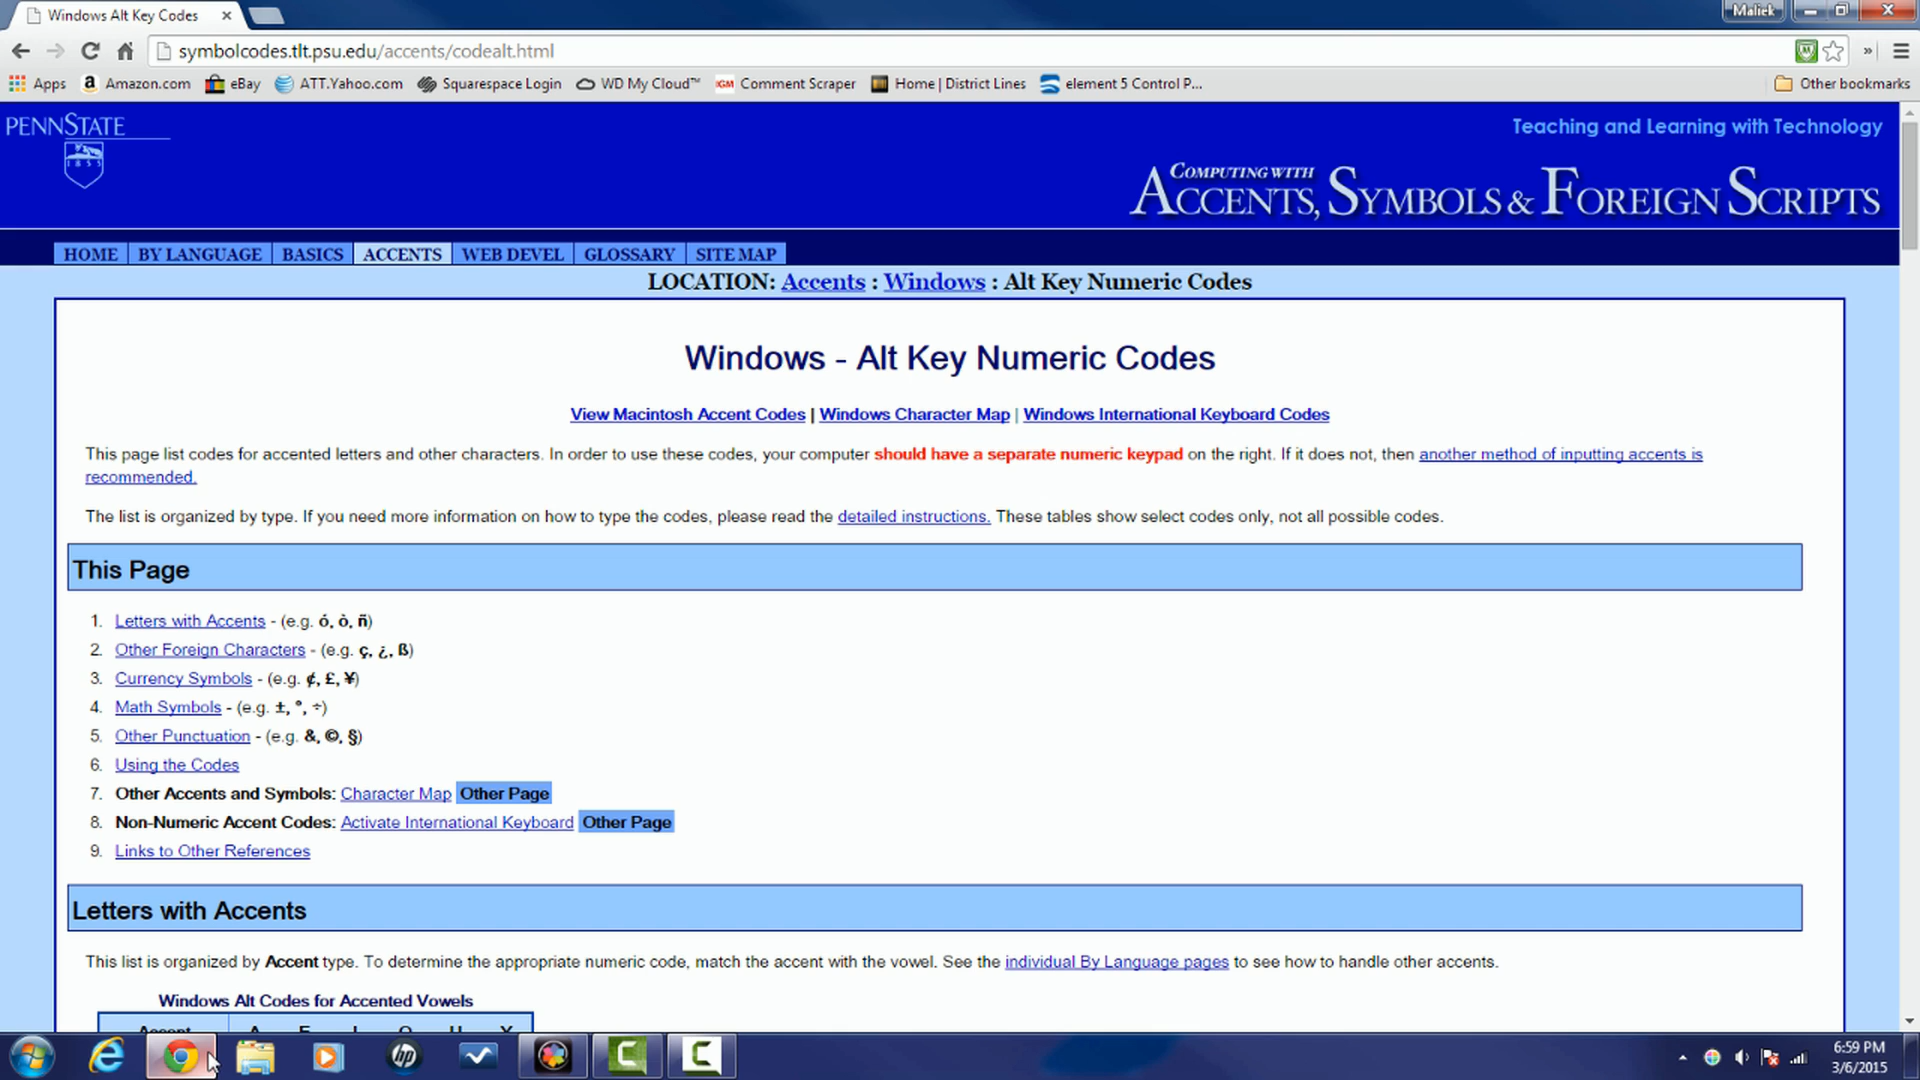 Windows Alt Key Codes
Maliek
symbolcodes.tlt.psu.edu/accents/codealt.html
Apps Amazon.com eBay ATT.Yahoo.com Squarespace Login WD My Cloud™ Comment Scraper Home | District Lines element 5 Control P... Other bookmarks
PENNSTATE
1855
Teaching and Learning with Technology
COMPUTING WITH
ACCENTS, SYMBOLS & FOREIGN SCRIPTS
HOME BY LANGUAGE BASICS ACCENTS WEB DEVEL GLOSSARY SITE MAP
LOCATION: Accents : Windows : Alt Key Numeric Codes
Windows - Alt Key Numeric Codes
View Macintosh Accent Codes | Windows Character Map | Windows International Keyboard Codes
This page list codes for accented letters and other characters. In order to use these codes, your computer should have a separate numeric keypad on the right. If it does not, then another method of inputting accents is
recommended.
The list is organized by type. If you need more information on how to type the codes, please read the detailed instructions. These tables show select codes only, not all possible codes.
This Page
1. Letters with Accents - (e.g. ó, ò, ñ)
2. Other Foreign Characters - (e.g. ç, ¿, ß)
3. Currency Symbols - (e.g. ¢, £, ¥)
4. Math Symbols - (e.g. ±, °, ÷)
5. Other Punctuation - (e.g. &, ©, §)
6. Using the Codes
7. Other Accents and Symbols: Character Map Other Page
8. Non-Numeric Accent Codes: Activate International Keyboard Other Page
9. Links to Other References
Letters with Accents
This list is organized by Accent type. To determine the appropriate numeric code, match the accent with the vowel. See the individual By Language pages to see how to handle other accents.
Windows Alt Codes for Accented Vowels
Accent A E I O U Y
hp
6:59 PM
3/6/2015